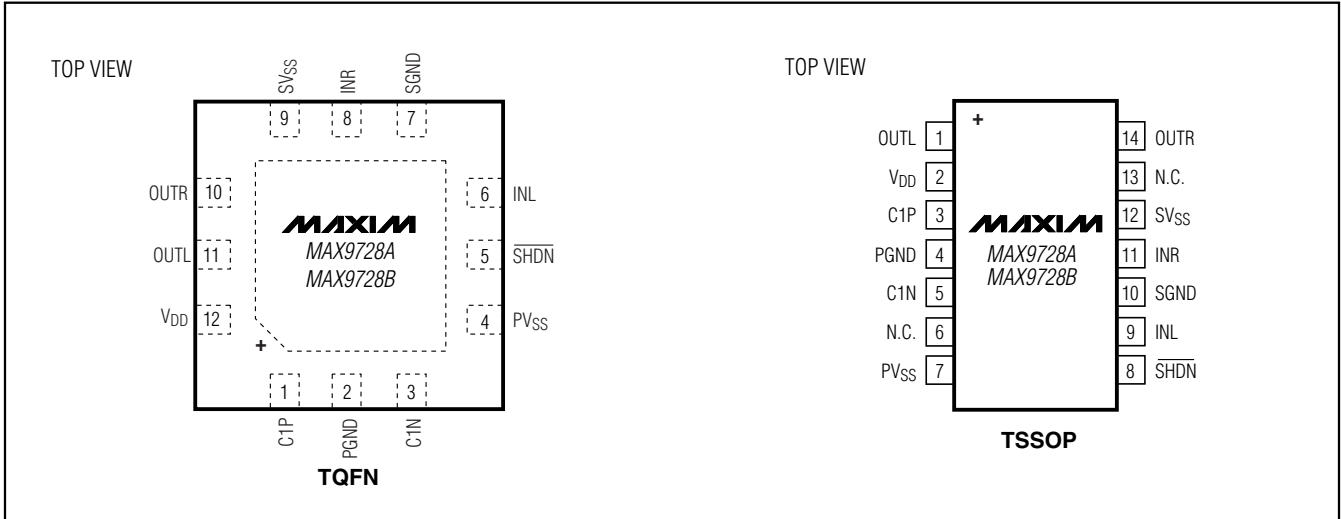 TOP VIEW
SVSS
INR
SGND
9
8
7
OUTR 10
6 INL
MAXIM
OUTL 11
MAX9728A
5 SHDN
MAX9728B
VDD 12
4 PVSS
+
1
2
3
C1P
PGND
C1N
TQFN
TOP VIEW
+
OUTL 1
14 OUTR
VDD 2
13 N.C.
C1P 3
12 SVSS
MAXIM
PGND 4
MAX9728A
11 INR
MAX9728B
C1N 5
10 SGND
N.C. 6
9 INL
PVSS 7
8 SHDN
TSSOP